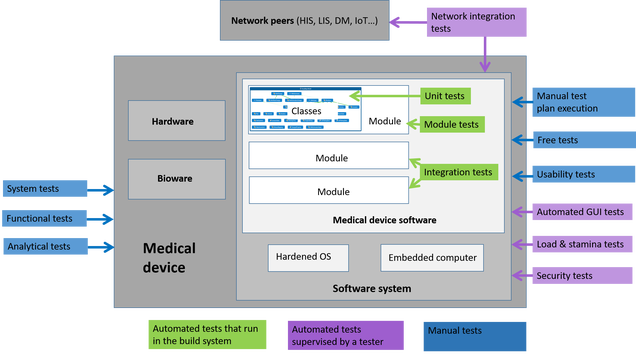 Network peers (HIS, LIS, DM, IoT...)
Network integration
tests
Classes
Unit tests
Module
Module tests
Module
Integration tests
Module
Medical device software
Hardware
Bioware
Medical
device
Hardened OS
Embedded computer
Software system
System tests
Functional tests
Analytical tests
Manual test
plan execution
Free tests
Usability tests
Automated GUI tests
Load & stamina tests
Security tests
Automated tests that run
in the build system
Automated tests
supervised by a tester
Manual tests